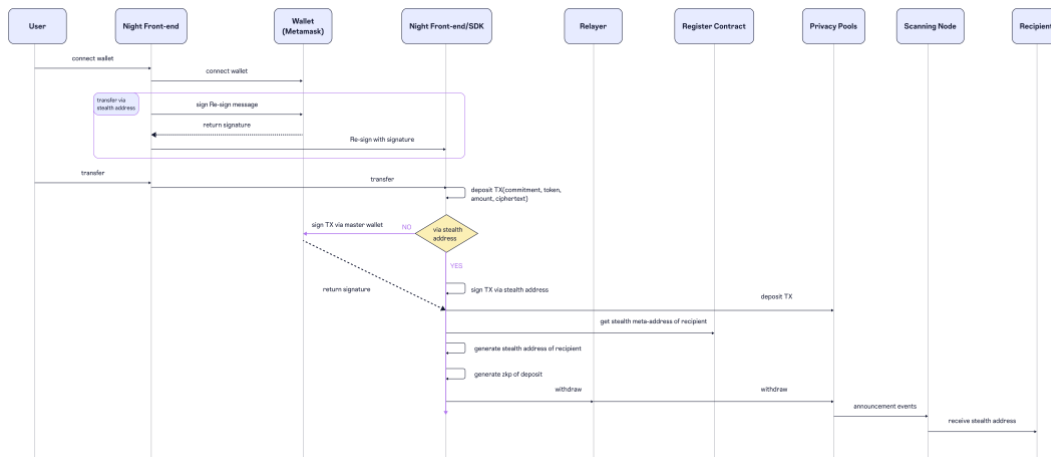 User
Night Front-end
Wallet
(Metamask)
Night Front-end/SDK
Relayer
Register Contract
Privacy Pools
Scanning Node
Recipient
connect wallet
connect wallet
transfer via
stealth address
sign Re-sign message
return signature
Re-sign with signature
transfer
transfer
deposit TX{commitment, token,
amount, ciphertext}
sign TX via master wallet
NO
via stealth
address
YES
return signature
sign TX via stealth address
deposit TX
get stealth meta-address of recipient
generate stealth address of recipient
generate zkp of deposit
withdraw
withdraw
announcement events
receive stealth address